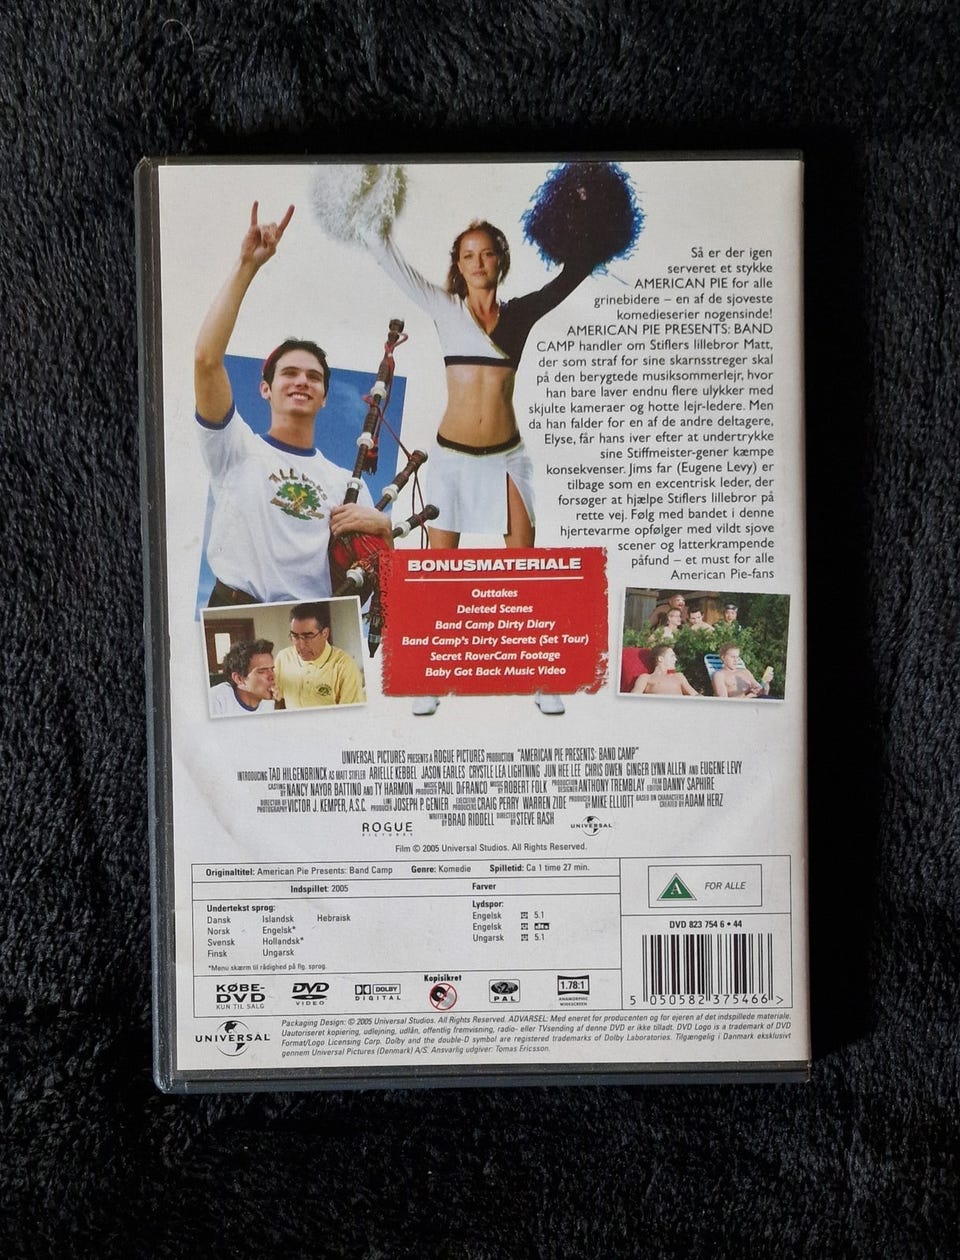 Så er der igen
serveret et stykke
AMERICAN PIE for alle
grinebidere – en af de sjoveste
komedieserier nogensinde!
AMERICAN PIE PRESENTS: BAND
CAMP handler om Stiflers lillebror Matt,
der som straf for sine skarnsstreger skal
på den berygtede musiksommerlejr, hvor
han bare laver endnu flere ulykker med
skjulte kameraer og hotte lejr-ledere. Men
da han falder for en af de andre deltagere,
Elyse, får hans iver efter at undertrykke
sine Stiffmeister-gener kæmpe
konsekvenser. Jims far (Eugene Levy) er
tilbage som en excentrisk leder, der
forsøger at hjælpe Stiflers lillebror på
rette vej. Følg med bandet i denne
hjertevarme opfølger med vildt sjove
scener og latterkrampende
påfund – et must for alle
American Pie-fans
BONUSMATERIALE
Outtakes
Deleted Scenes
Band Camp Dirty Diary
Band Camp's Dirty Secrets (Set Tour)
Secret RoverCam Footage
Baby Got Back Music Video
UNIVERSAL PICTURES PRESENTS A ROGUE PICTURES PRODUCTION "AMERICAN PIE PRESENTS: BAND CAMP"
INTRODUCING TAD HILGENBRINCK AS MATT STIFLER ARIELLE KEBBEL JASON EARLES CRYSTLE LEA LIGHTNING JUN HEE LEE CHRIS OWEN GINGER LYNN ALLEN AND EUGENE LEVY
CASTING BY NANCY NAYOR BATTINO AND TY HARMON MUSIC PRODUCER PAUL DiFRANCO MUSIC BY ROBERT FOLK PRODUCTION DESIGNER ANTHONY TREMBLAY FILM EDITOR DANNY SAPHIRE
DIRECTOR OF PHOTOGRAPHY VICTOR J. KEMPER, A.S.C. LINE PRODUCER JOSEPH P. GENIER EXECUTIVE PRODUCERS CRAIG PERRY WARREN ZIDE PRODUCED BY MIKE ELLIOTT BASED ON CHARACTERS CREATED BY ADAM HERZ
WRITTEN BY BRAD RIDDELL DIRECTED BY STEVE RASH
ROGUE PICTURES
UNIVERSAL
Film © 2005 Universal Studios. All Rights Reserved.
Originaltitel: American Pie Presents: Band Camp Genre: Komedie Spilletid: Ca 1 time 27 min.
Indspillet: 2005 Farver
Undertekst sprog:
Dansk Islandsk Hebraisk
Norsk Engelsk*
Svensk Hollandsk*
Finsk Ungarsk
*Menu skærm til rådighed på flg. sprog.
Lydspor:
Engelsk 5.1
Engelsk dts
Ungarsk 5.1
A FOR ALLE
DVD 823 754 6 • 44
5 050582 375466 >
KØBE-
DVD
KUN TIL SALG
DVD
VIDEO
DOLBY
DIGITAL
Kopisikret
2
PAL
1.78:1
ANAMORPHIC
WIDESCREEN
UNIVERSAL
Packaging Design: © 2005 Universal Studios. All Rights Reserved. ADVARSEL: Med eneret for producenten og for ejeren af det indspillede materiale.
Uautoriseret kopiering, udlejning, udlån, offentlig fremvisning, radio- eller TVsending af denne DVD er ikke tilladt. DVD Logo is a trademark of DVD
Format/Logo Licensing Corp. Dolby and the double-D symbol are registered trademarks of Dolby Laboratories. Tilgængelig i Danmark eksklusivt
gennem Universal Pictures (Denmark) A/S. Ansvarlig udgiver: Tomas Ericsson.